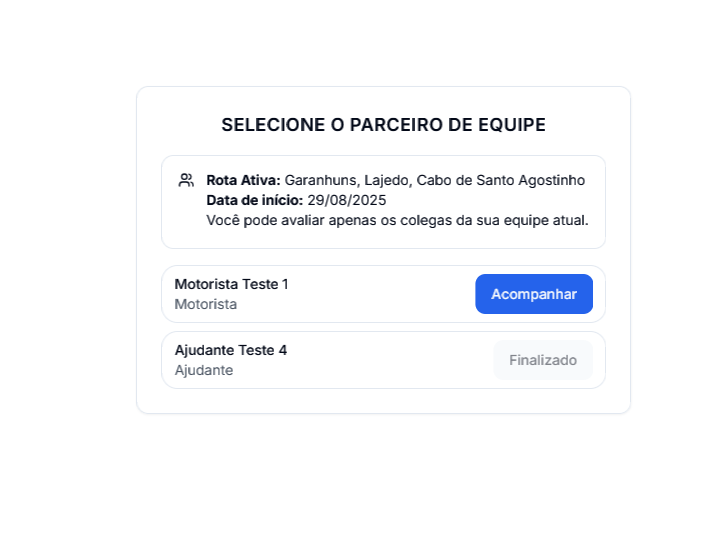 SELECIONE O PARCEIRO DE EQUIPE
Rota Ativa: Garanhuns, Lajedo, Cabo de Santo Agostinho
Data de início: 29/08/2025
Você pode avaliar apenas os colegas da sua equipe atual.
Motorista Teste 1
Motorista
Acompanhar
Ajudante Teste 4
Ajudante
Finalizado